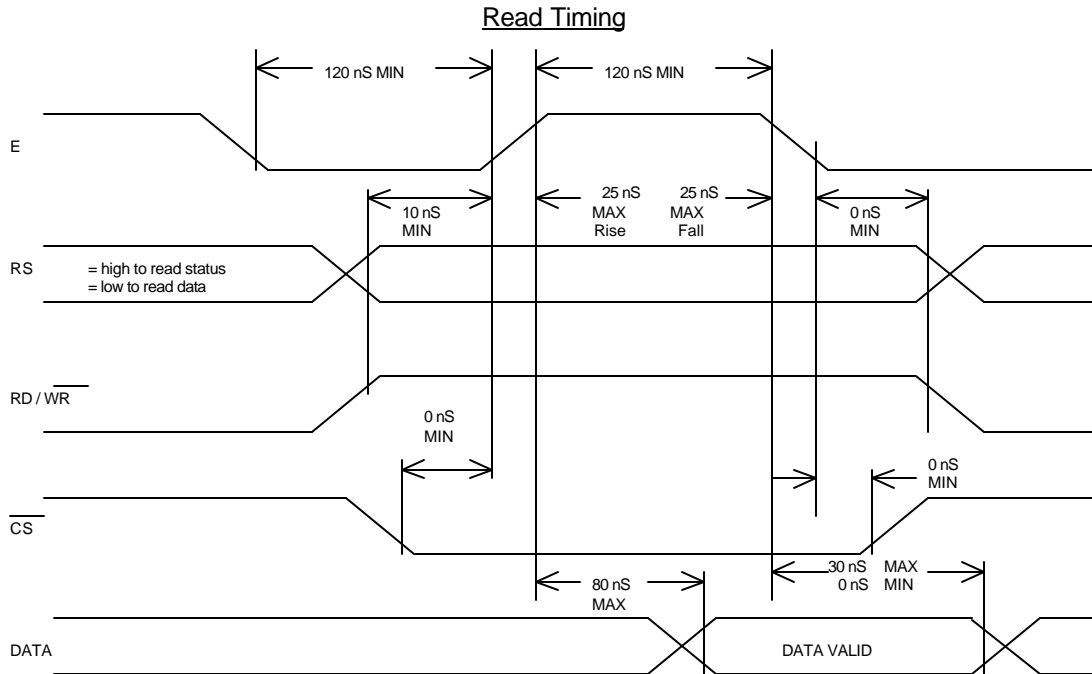 Read Timing
120 nS MIN
120 nS MIN
E
10 nS
MIN
25 nS
MAX
Rise
25 nS
MAX
Fall
0 nS
MIN
RS
= high to read status
= low to read data
RD / WR
0 nS
MIN
0 nS
MIN
CS
30 nS MAX
0 nS MIN
80 nS
MAX
DATA
DATA VALID